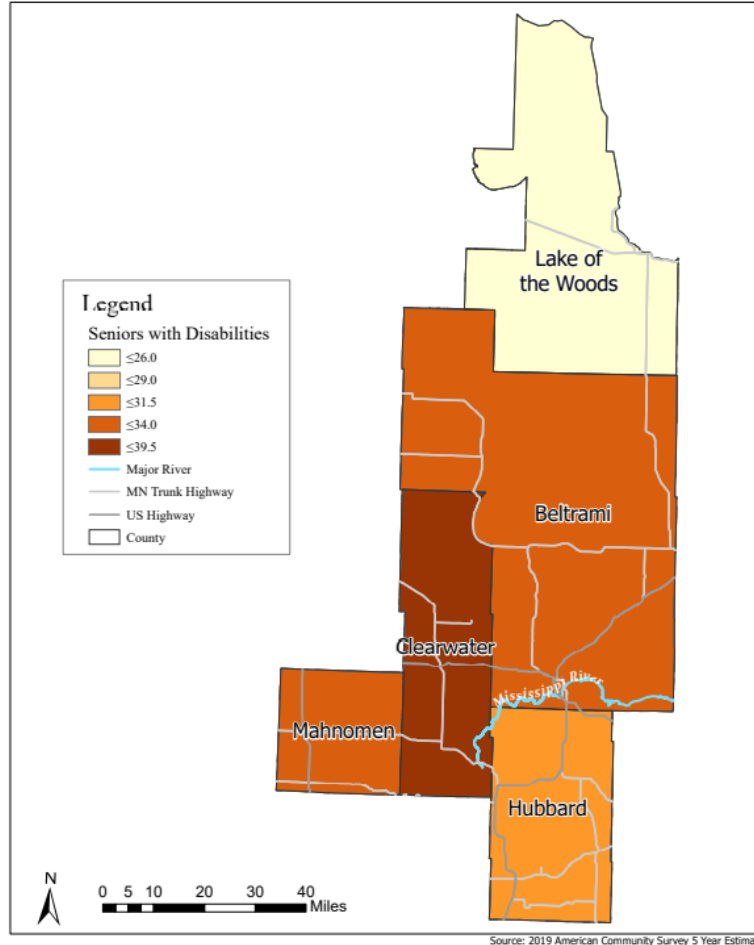 Lake of
the Woods
Legend
Seniors with Disabilities
≤26.0
≤29.0
≤31.5
≤34.0
≤39.5
Major River
MN Trunk Highway
US Highway
County
Beltrami
Clearwater
Mississippi River
Mahnomen
Hubbard
N
0 5 10 20 30 40
Miles
Source: 2019 American Community Survey 5 Year Estima